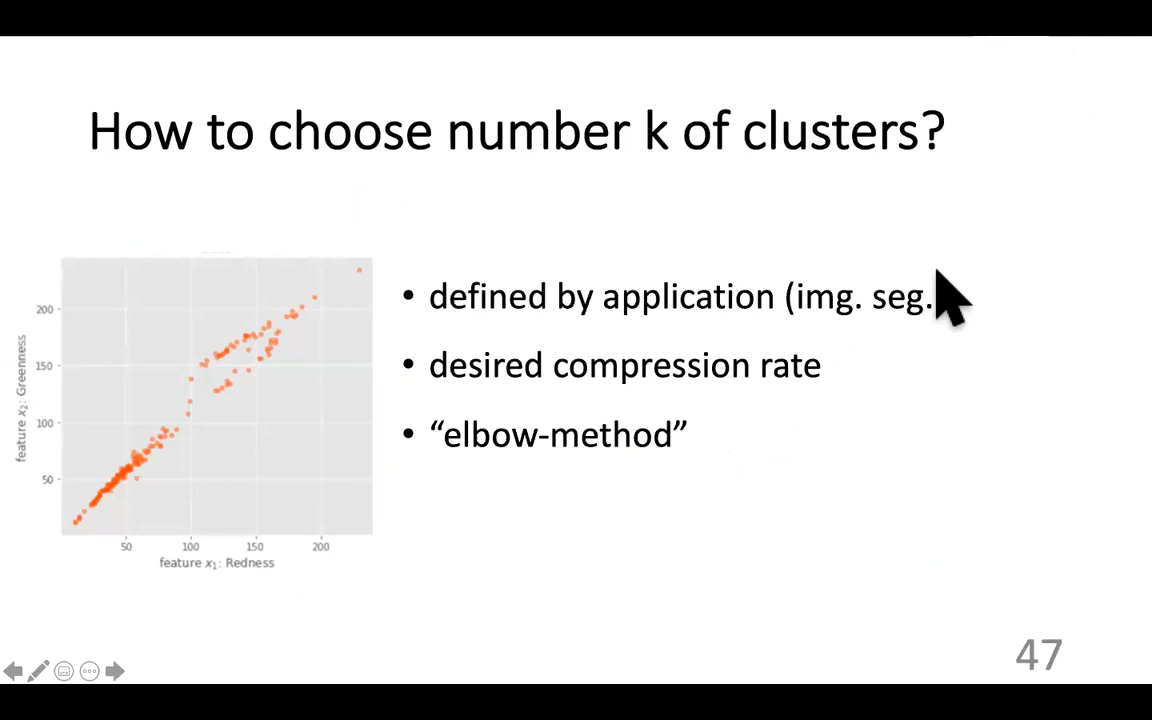 How to choose number k of clusters?
• defined by application (img. seg.
• desired compression rate
• “elbow-method”
feature x₂: Greenness
200
150
100
50
50 100 150 200
feature x₁: Redness
47